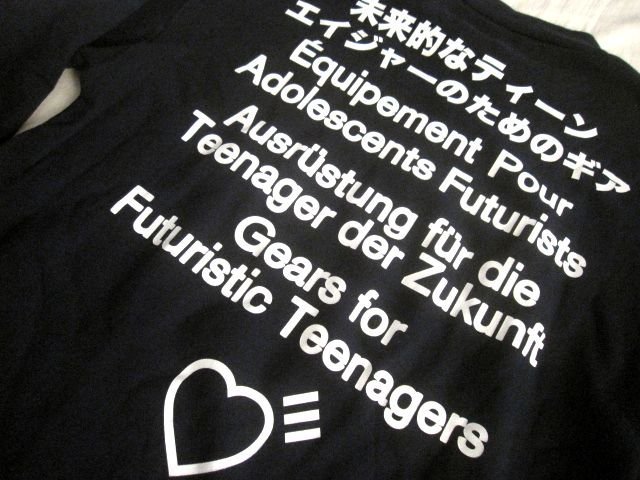 未来的なティーン
エイジャーのためのギア
Équipement Pour
Adolescents Futurists
Ausrüstung für die
Teenager der Zukunft
Gears for
Futuristic Teenagers